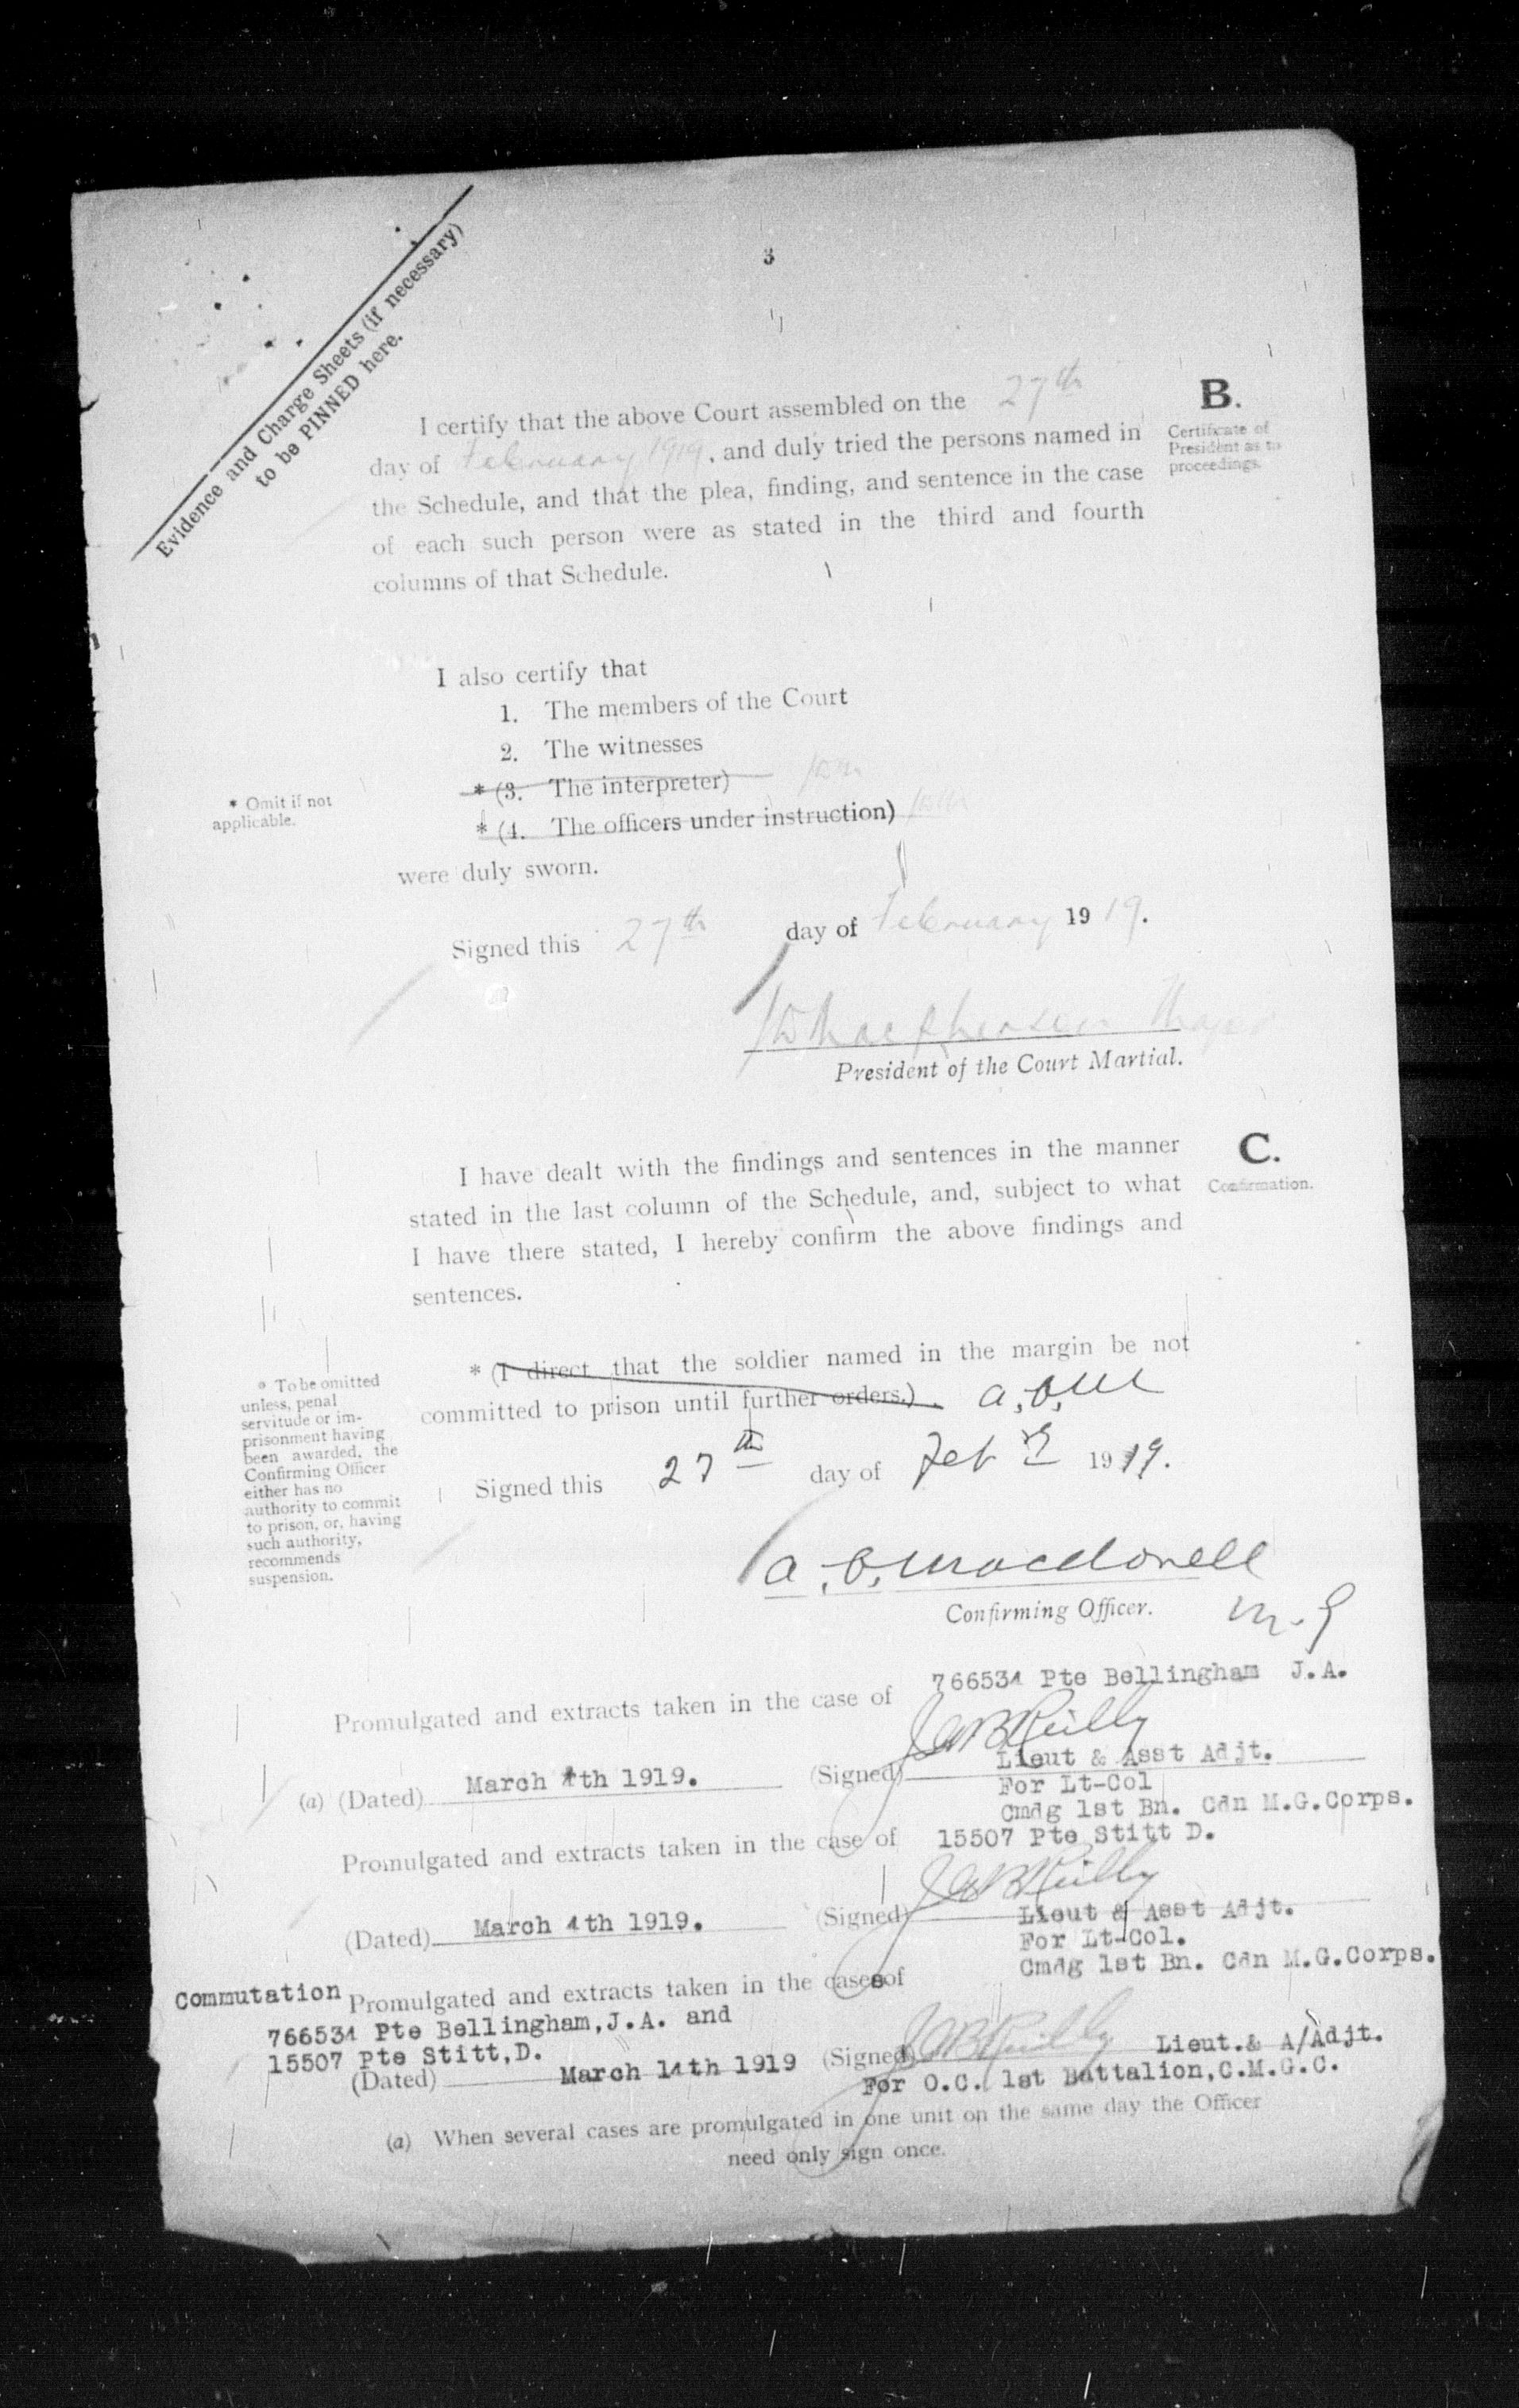 3
Evidence and Charge Sheets (if necessary)
to be PINNED here.
B.
Certificate of
President as to
proceedings.
I certify that the above Court assembled on the 27th
day of February 1919, and duly tried the persons named in
the Schedule, and that the plea, finding, and sentence in the case
of each such person were as stated in the third and fourth
columns of that Schedule.
I also certify that
1. The members of the Court
2. The witnesses
* (3. The interpreter)
* (4. The officers under instruction)
* Omit if not
applicable.
were duly sworn.
Signed this 27th day of February 1919.
Macpherson Major
President of the Court Martial.
C.
Confirmation.
I have dealt with the findings and sentences in the manner
stated in the last column of the Schedule, and, subject to what
I have there stated, I hereby confirm the above findings and
sentences.
* (I direct that the soldier named in the margin be not
committed to prison until further orders.)
* To be omitted
unless, penal
servitude or im-
prisonment having
been awarded, the
Confirming Officer
either has no
authority to commit
to prison, or, having
such authority,
recommends
suspension.
Signed this 27th day of Feby 1919.
Confirming Officer.
Promulgated and extracts taken in the case of 766534 Pte Bellingham J.A.
(a) (Dated) March 4th 1919. (Signed) Lieut & Asst Adjt.
For Lt-Col
Cmdg 1st Bn. Cdn M.G.Corps.
Promulgated and extracts taken in the case of 15507 Pte Stitt D.
(Dated) March 4th 1919. (Signed) Lieut & Asst Adjt.
For Lt-Col.
Cmdg 1st Bn. Cdn M.G.Corps.
Commutation Promulgated and extracts taken in the cases of
766534 Pte Bellingham,J.A. and
15507 Pte Stitt,D.
(Dated) March 14th 1919 (Signed) Lieut.& A/Adjt.
For O.C. 1st Battalion,C.M.G.C.
(a) When several cases are promulgated in one unit on the same day the Officer
need only sign once.